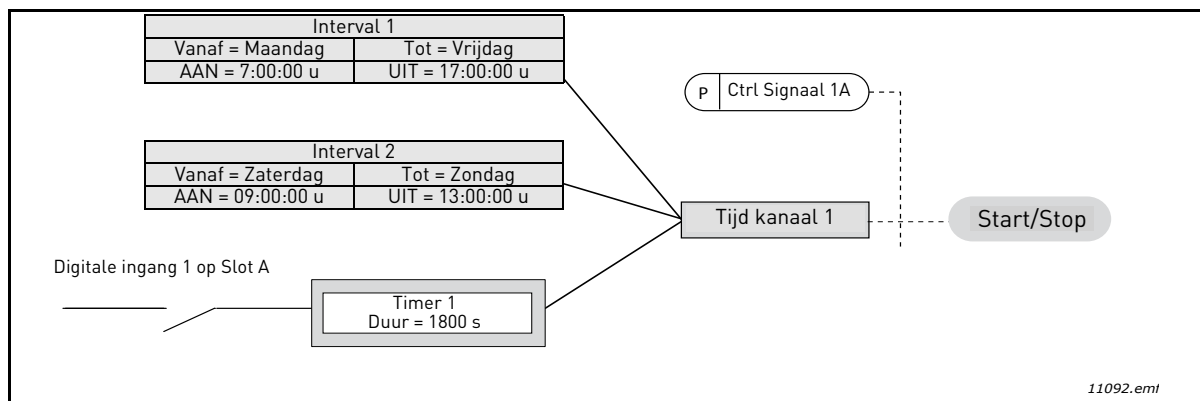 Interval 1
Vanaf = Maandag Tot = Vrijdag
AAN = 7:00:00 u UIT = 17:00:00 u
P Ctrl Signaal 1A
Interval 2
Vanaf = Zaterdag Tot = Zondag
AAN = 09:00:00 u UIT = 13:00:00 u
Tijd kanaal 1
Start/Stop
Digitale ingang 1 op Slot A
Timer 1
Duur = 1800 s
11092.emf